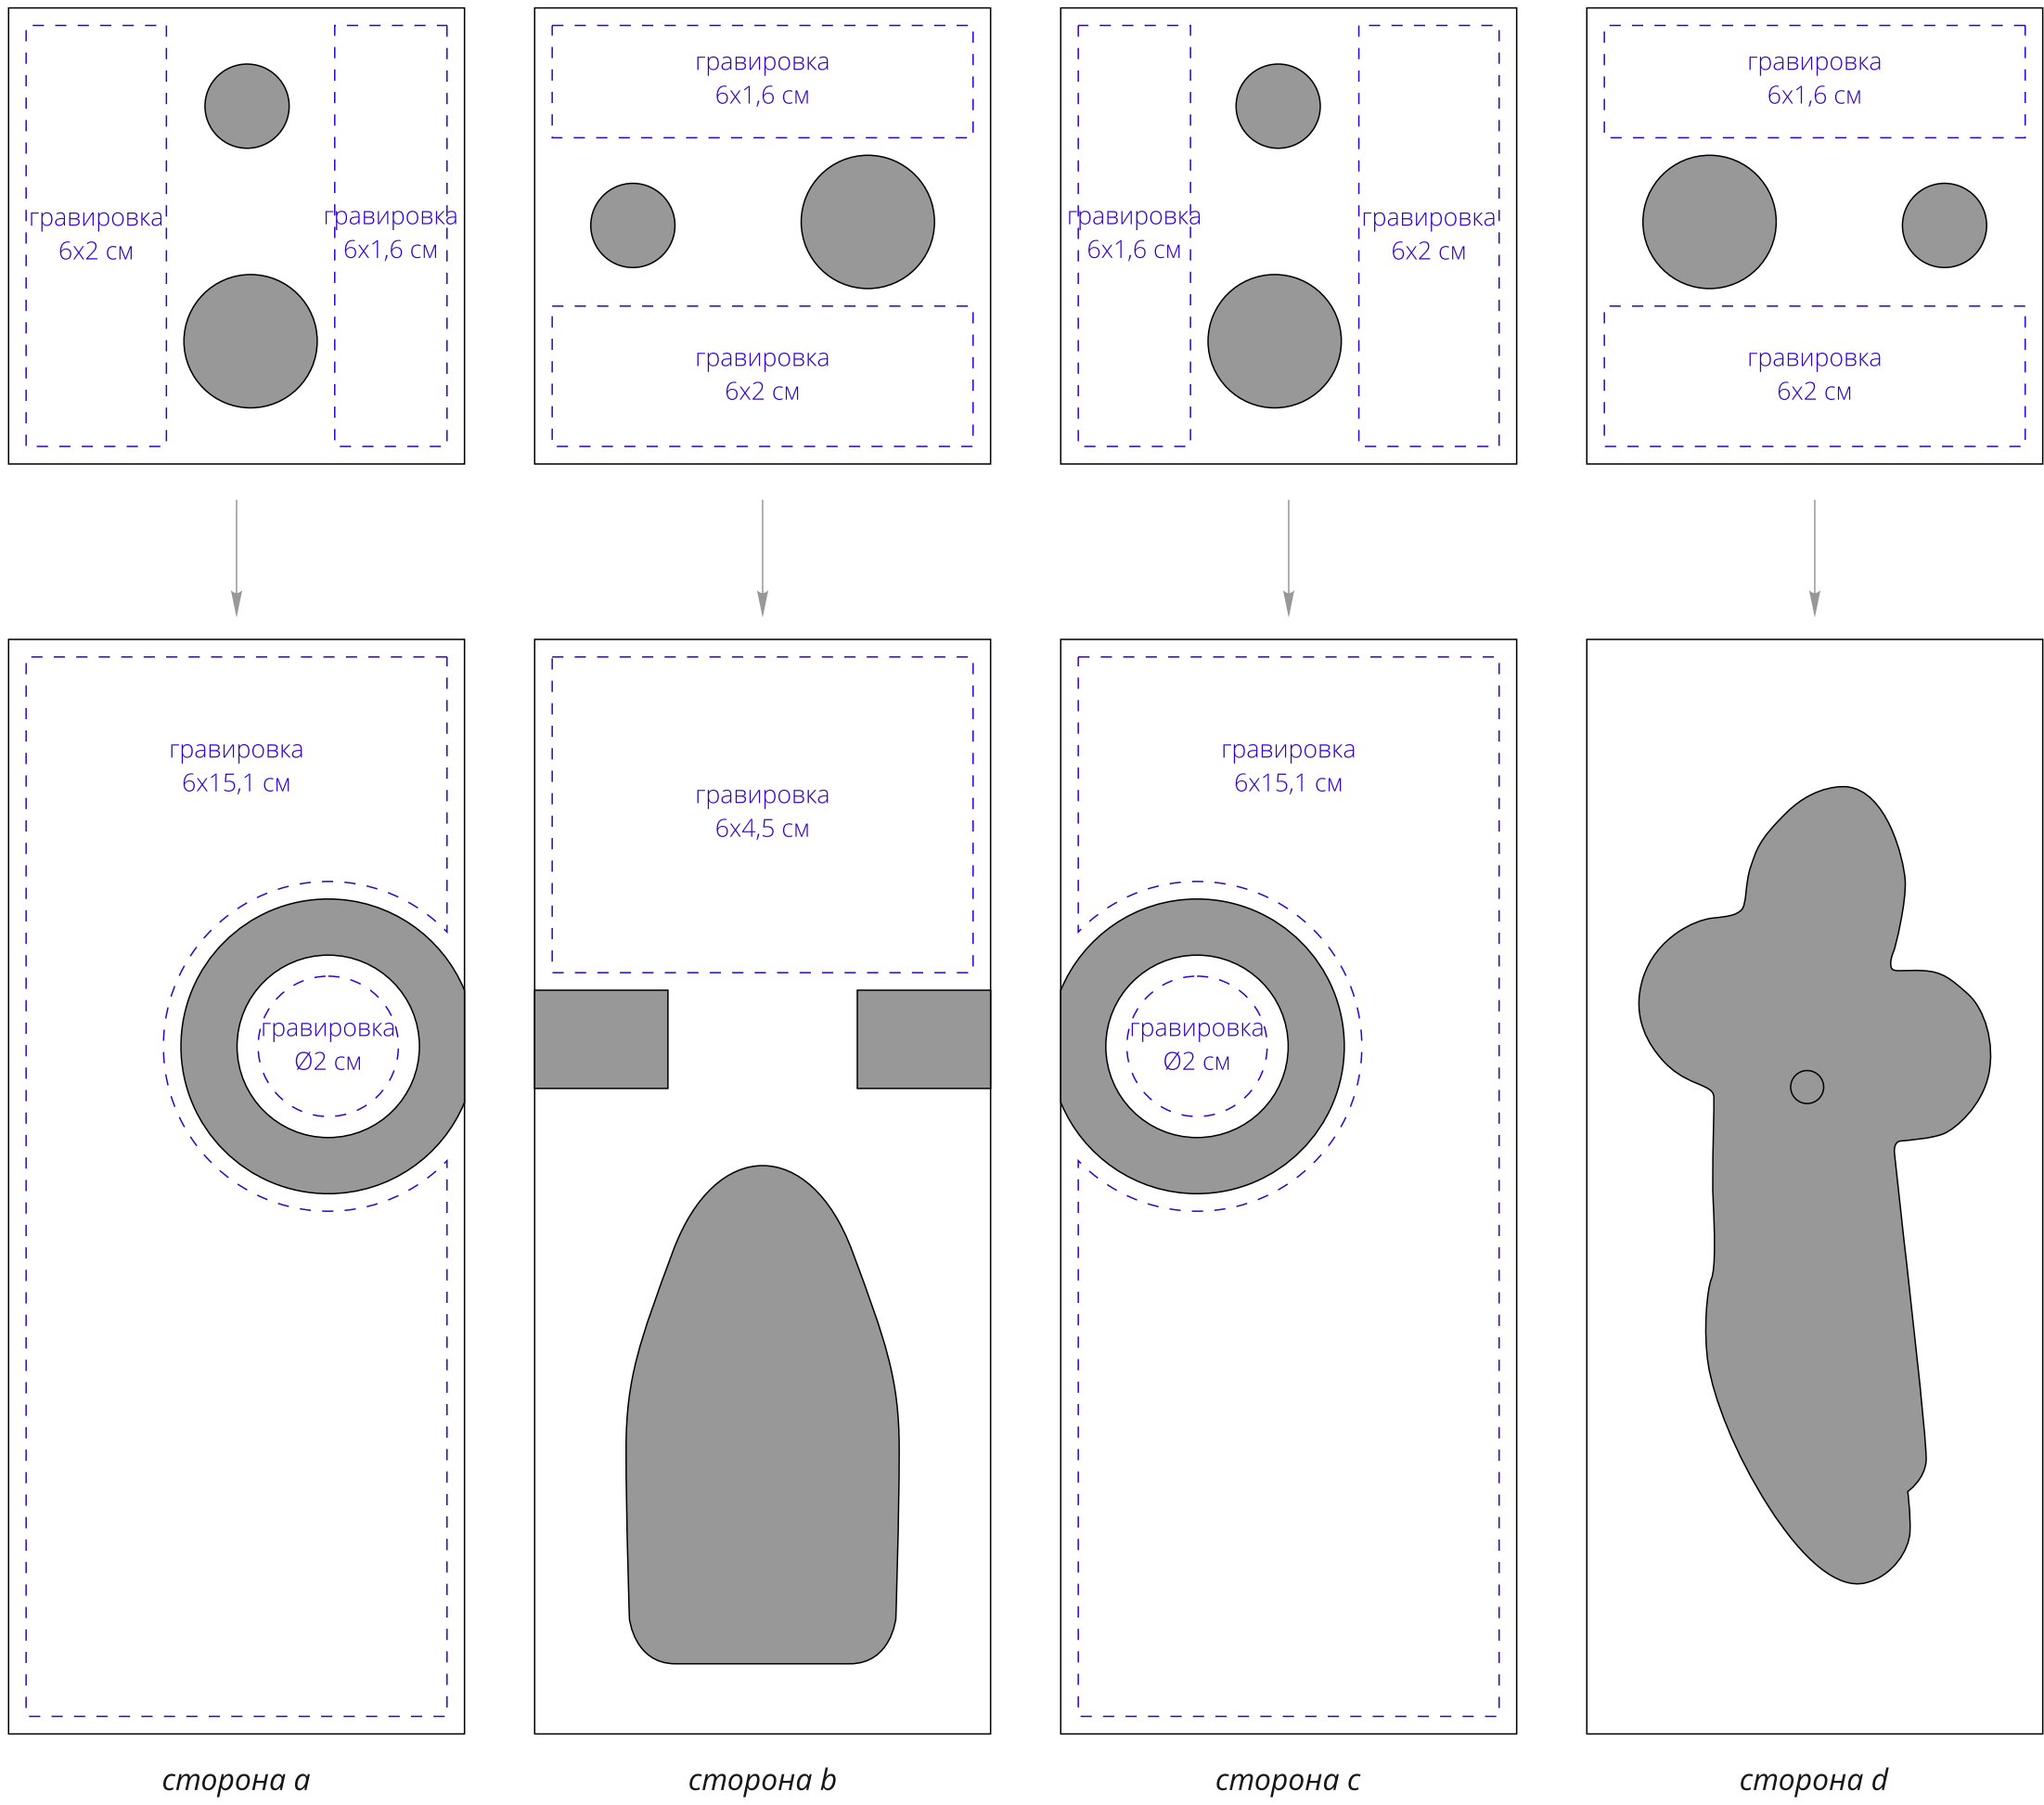 гравировка
6х2 см
гравировка
6х1,6 см
гравировка
6х1,6 см
гравировка
6х2 см
гравировка
6х1,6 см
гравировка
6х2 см
гравировка
6х1,6 см
гравировка
6х2 см
гравировка
6х15,1 см
гравировка
Ø2 см
гравировка
6х4,5 см
гравировка
6х15,1 см
гравировка
Ø2 см
сторона a
сторона b
сторона c
сторона d